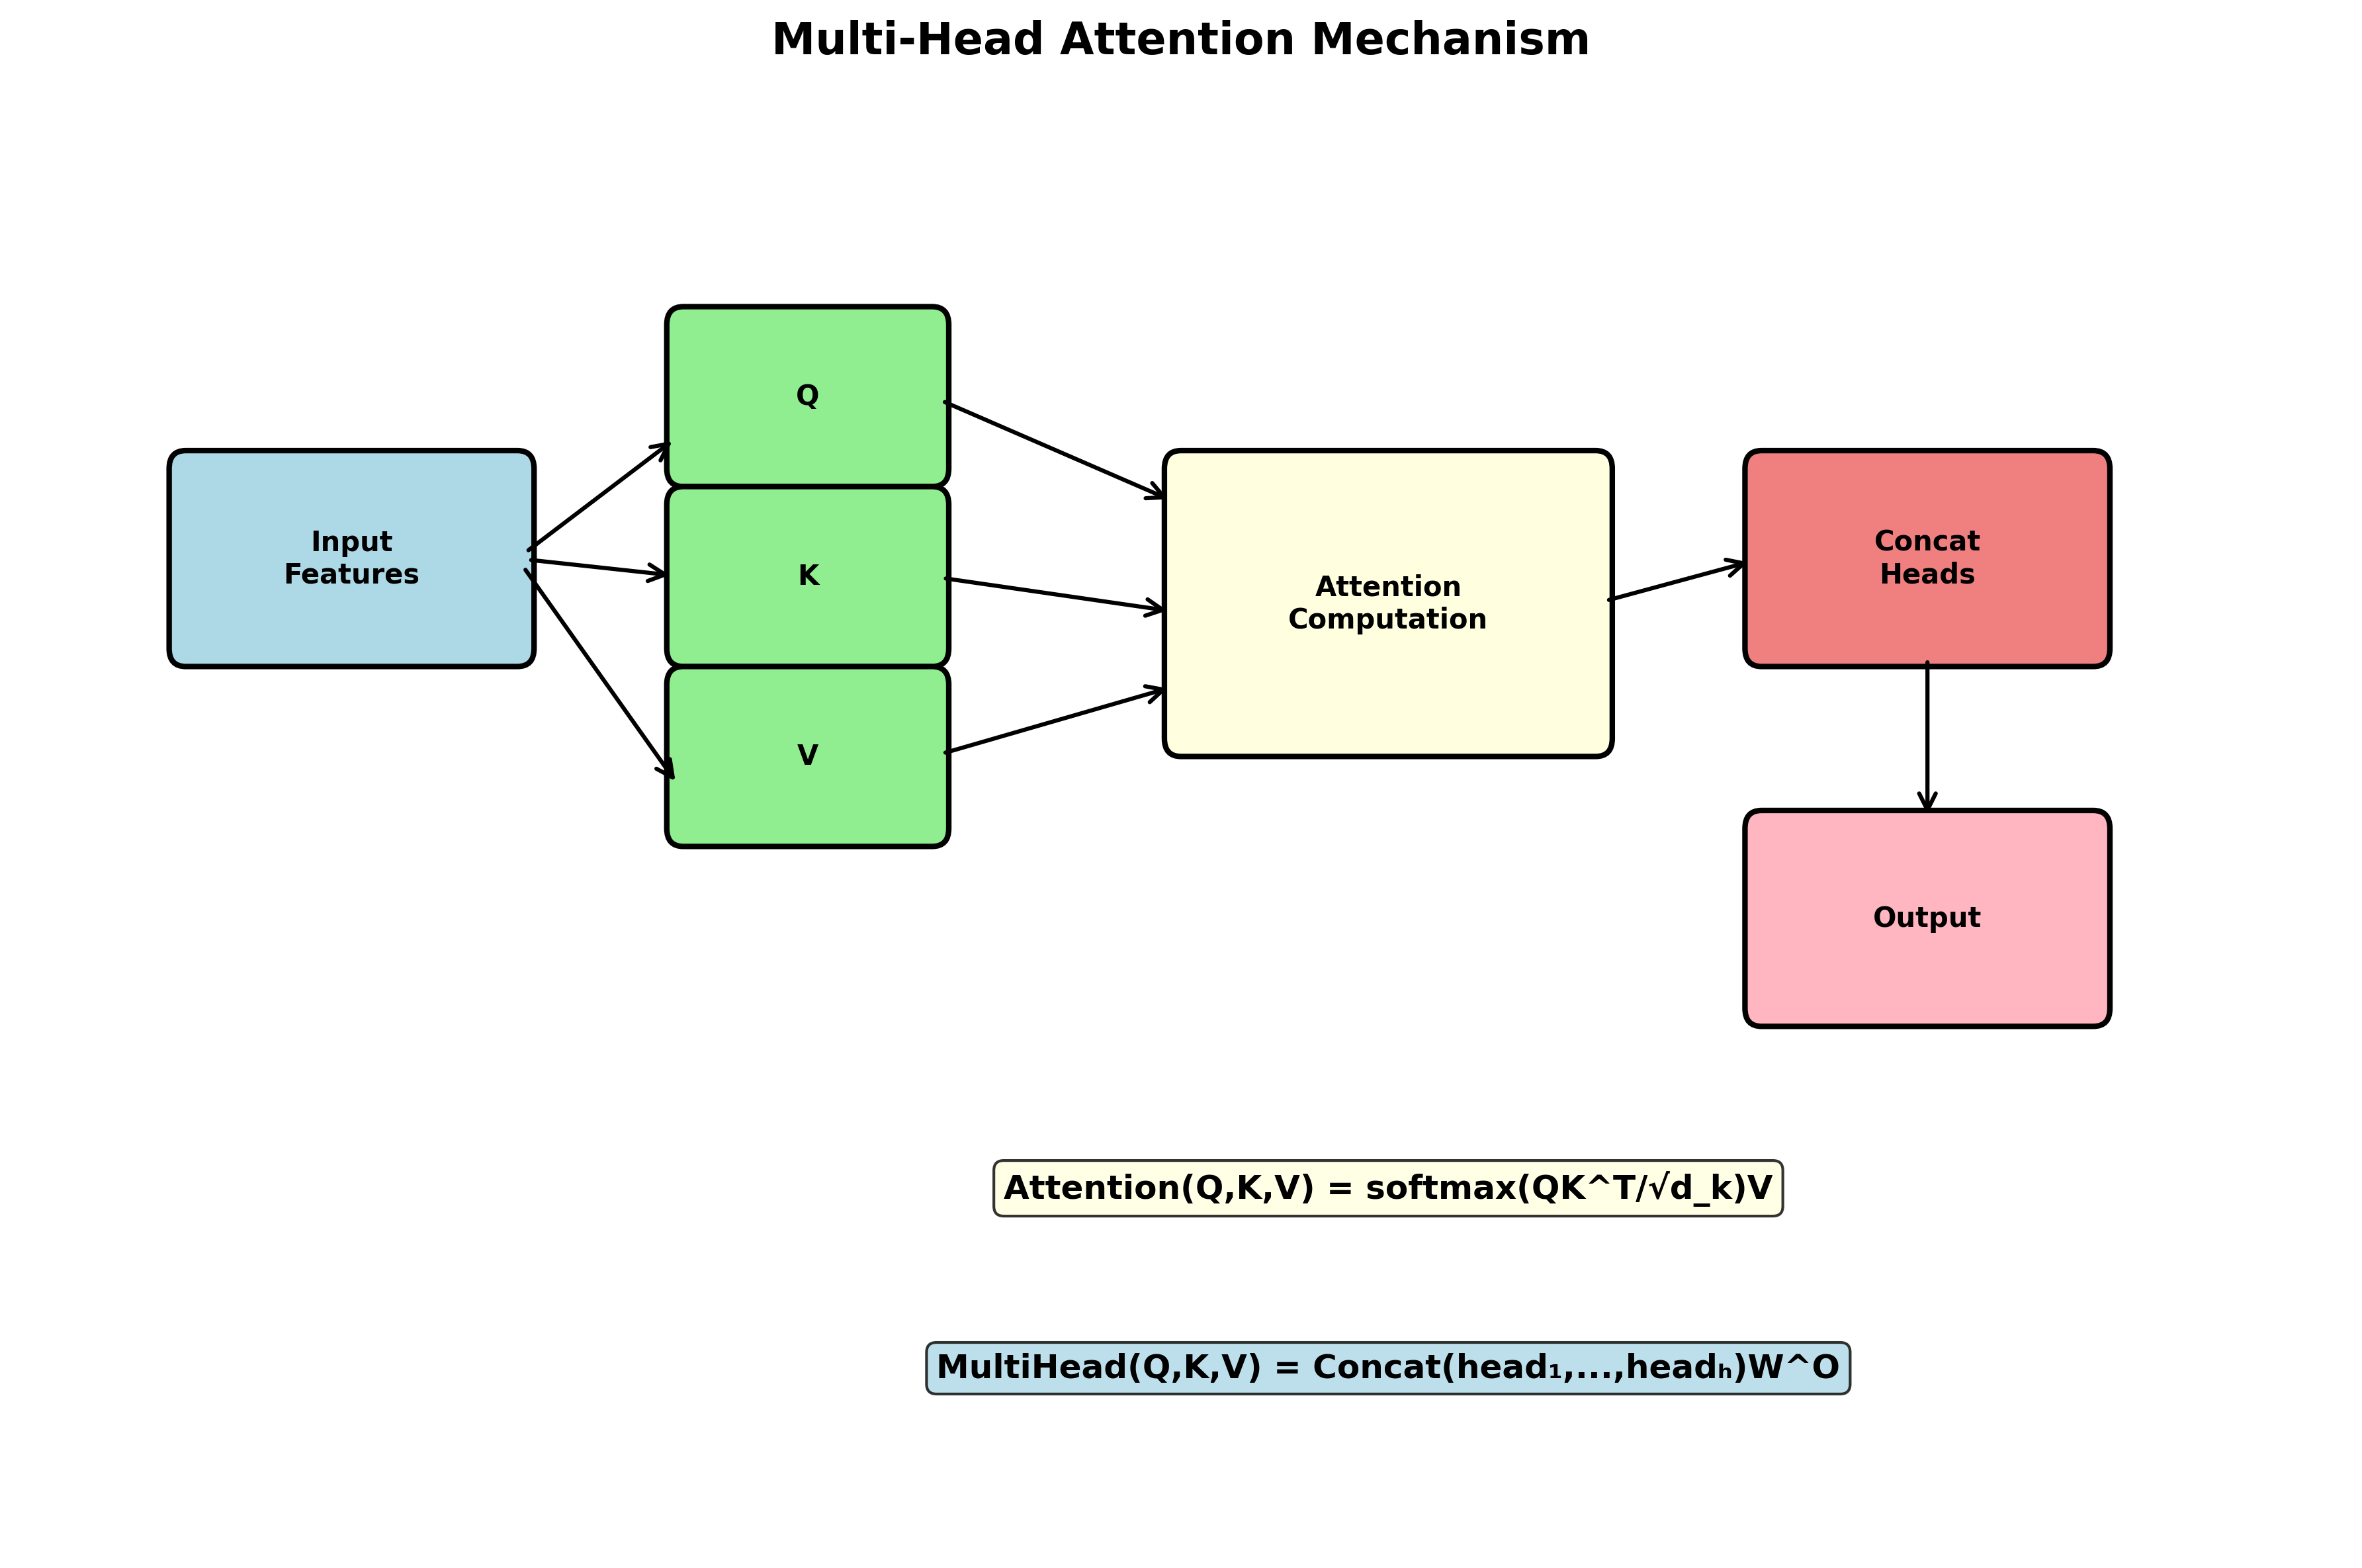 Multi-Head Attention Mechanism
Input
Features
Q
K
V
Attention
Computation
Concat
Heads
Output
Attention(Q,K,V) = softmax(QK^T/√d_k)V
MultiHead(Q,K,V) = Concat(head₁,...,headₕ)W^O